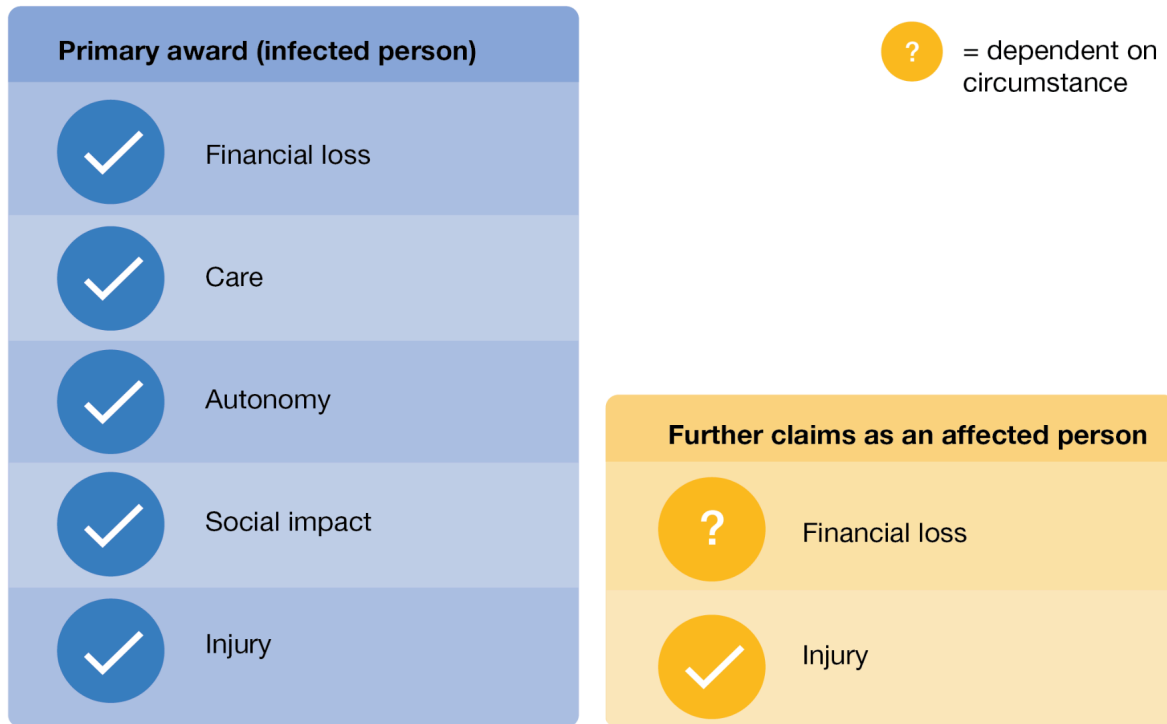 Primary award (infected person)
Financial loss
Care
Autonomy
Social impact
Injury
?
= dependent on
circumstance
Further claims as an affected person
?
Financial loss
Injury